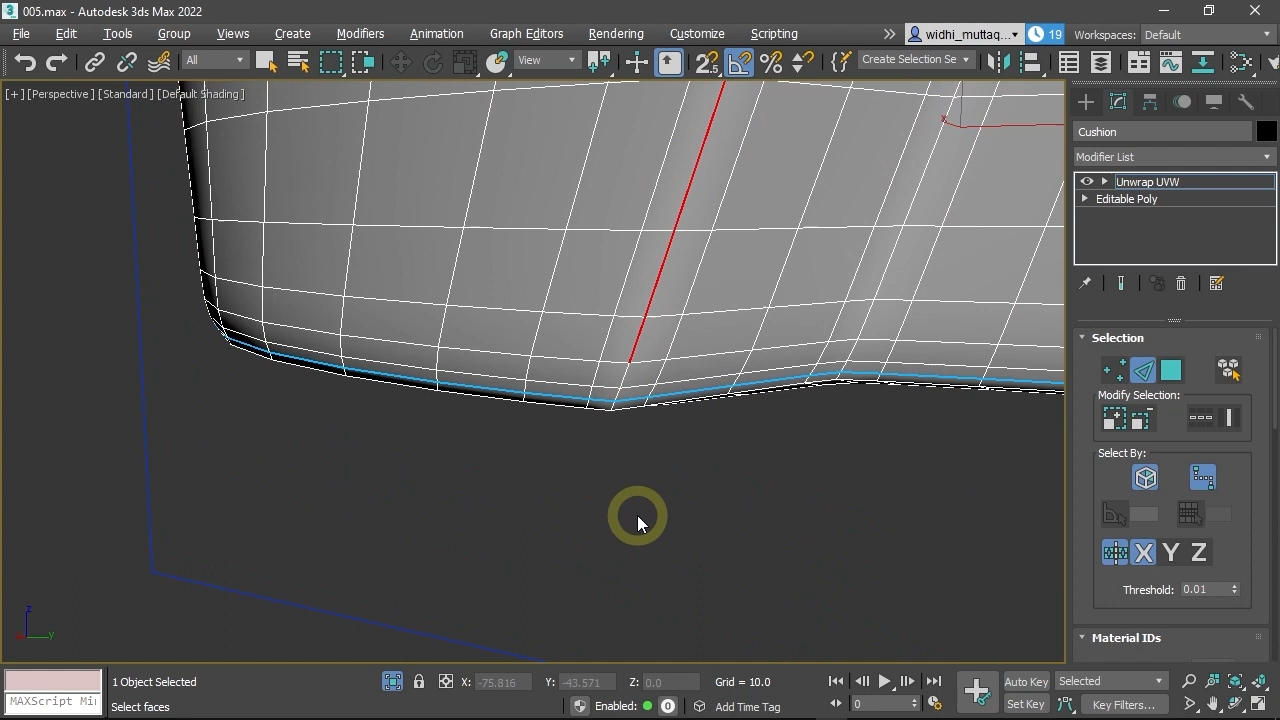 005.max - Autodesk 3ds Max 2022
File Edit Tools Group Views Create Modifiers Animation Graph Editors Rendering Customize Scripting
widhi_muttaq... 19 Workspaces: Default
All View Create Selection Se
[+] [Perspective] [Standard] [Default Shading]
Cushion
Modifier List
Unwrap UVW
Editable Poly
Selection
Modify Selection:
Select By:
X Y Z
Threshold: 0.01
Material IDs
x
z
y
1 Object Selected X: -75.816 Y: -43.571 Z: 0.0 Grid = 10.0 Auto Key Selected
MAXScript Mi Select faces Enabled: 0 Add Time Tag 0 Set Key Key Filters...